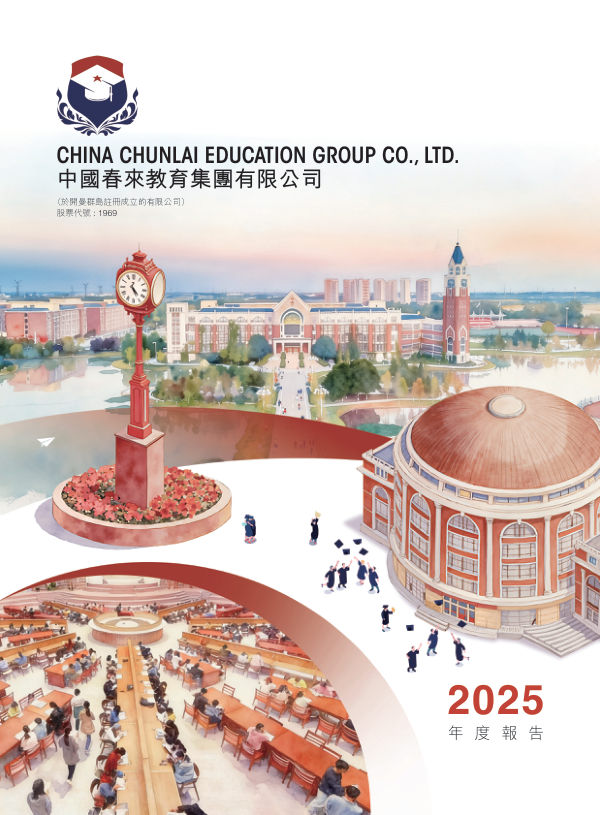 CHINA CHUNLAI EDUCATION GROUP CO., LTD.
中國春來教育集團有限公司
(於開曼群島註冊成立的有限公司)
股票代號 : 1969
2025
年度報告